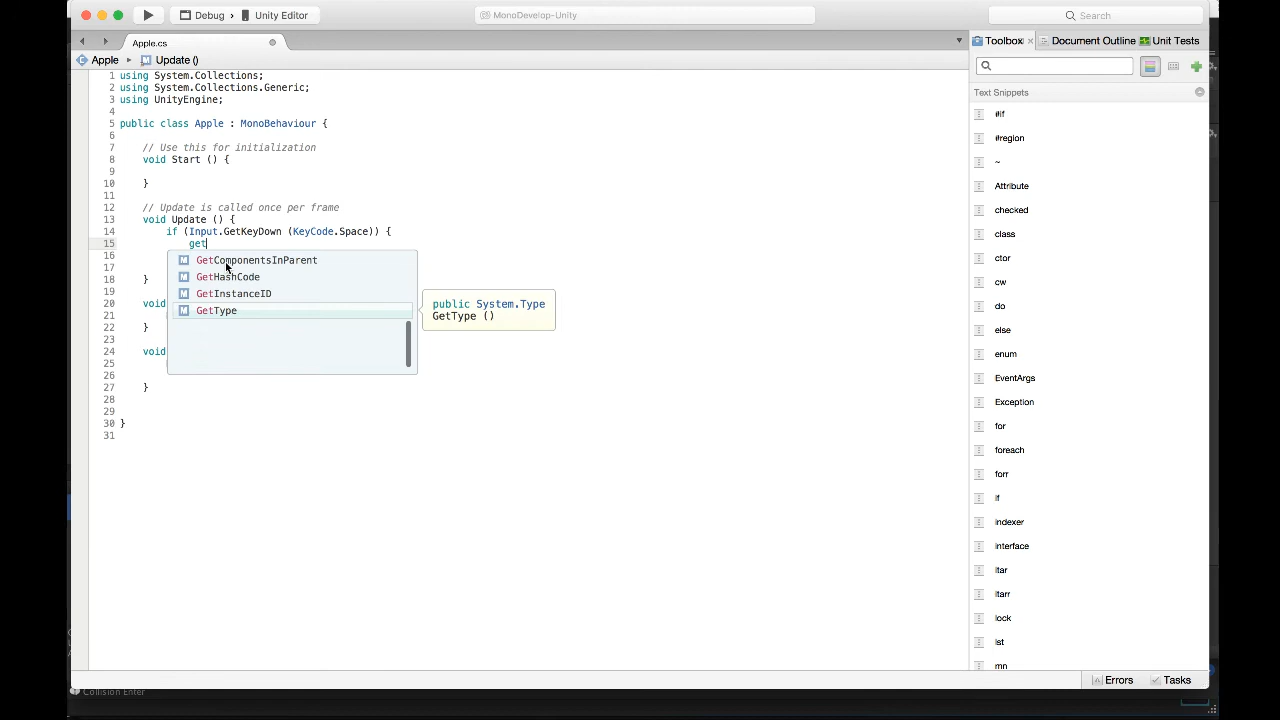 Debug › Unity Editor
MonoDevelop-Unity
Search
Apple.cs
Toolbox
Document Outline
Unity Tests
Apple ▸ Update ()
Text Snippets
1 using System.Collections;
2 using System.Collections.Generic;
3 using UnityEngine;
4
5 public class Apple : MonoBehaviour {
6
7 // Use this for initialization
8 void Start () {
9
10 }
11
12 // Update is called once per frame
13 void Update () {
14 if (Input.GetKeyDown (KeyCode.Space)) {
15 get
16
17
18 }
19
20 void
21
22 }
23
24 void
25
26
27 }
28
29
30 }
31
GetComponentsInParent
GetHashCode
GetInstanceID
GetType
public System.Type
GetType ()
#if
#region
~
Attribute
checked
class
ctor
cw
do
else
enum
EventArgs
Exception
for
foreach
forr
if
indexer
interface
itar
itarr
lock
ist
mn
Errors
Tasks
Collision Enter